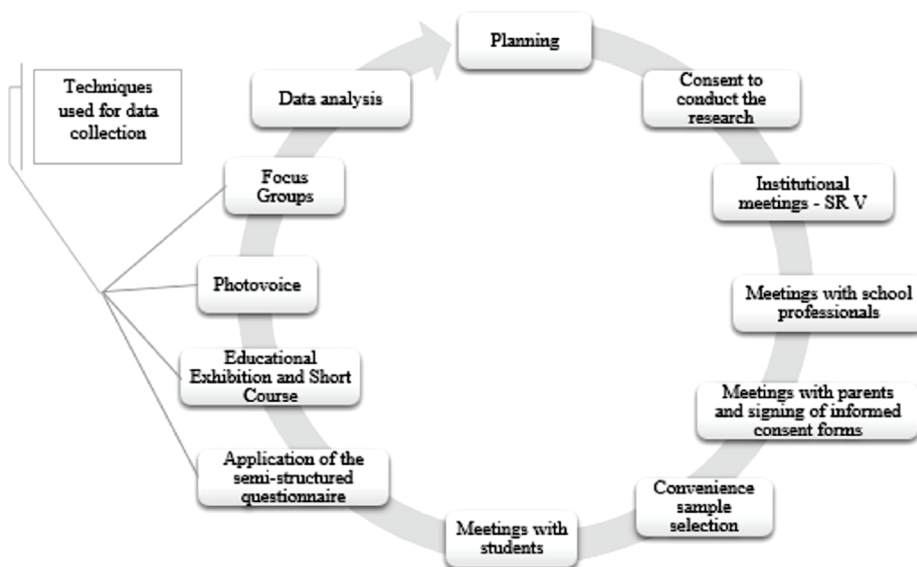 Planning
Consent to
conduct the
research
Institutional
meetings - SR V
Meetings with school
professionals
Meetings with parents
and signing of informed
consent forms
Convenience
sample
selection
Meetings with
students
Application of the
semi-structured
questionnaire
Educational
Exhibition and Short
Course
Photovoice
Focus
Groups
Data analysis
Techniques
used for data
collection